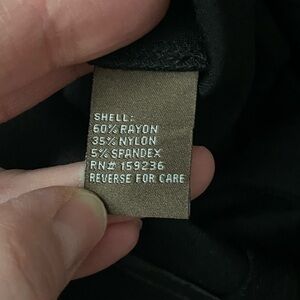 SHELL:
60% RAYON
35% NYLON
5% SPANDEX
RN# 159236
REVERSE FOR CARE